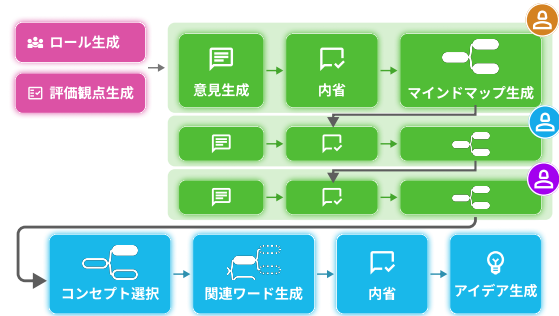 ロール生成
評価観点生成
意見生成
内省
マインドマップ生成
コンセプト選択
関連ワード生成
内省
アイデア生成